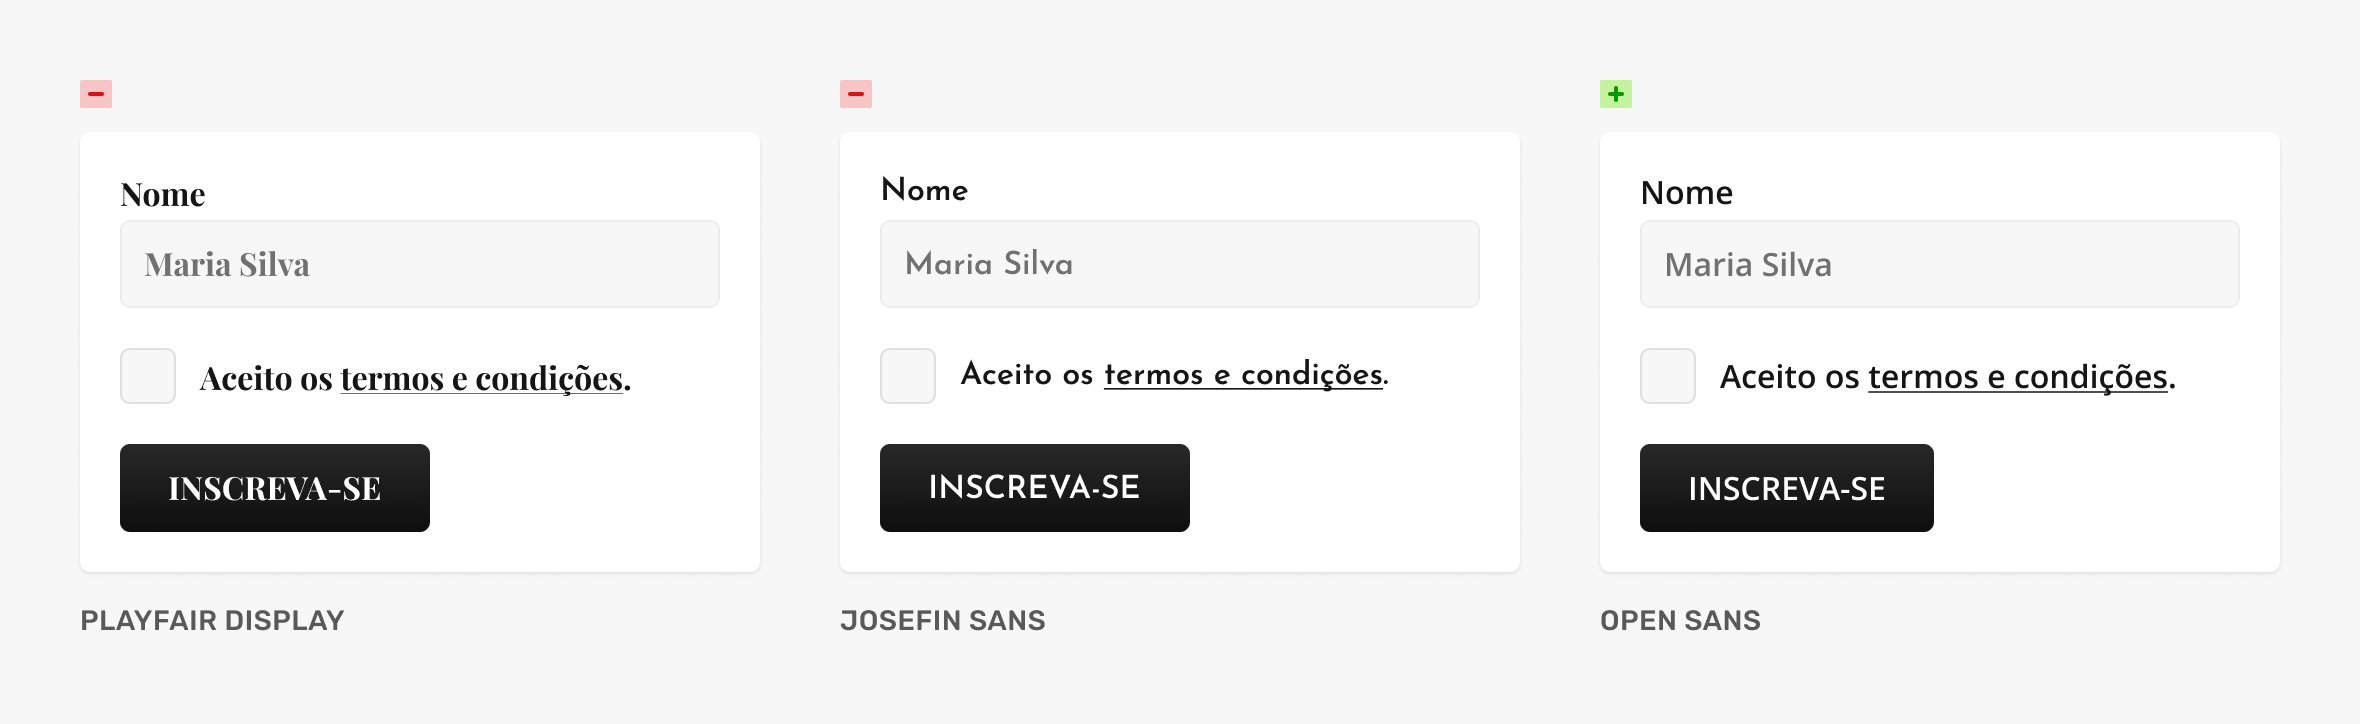 Nome
Maria Silva
Aceito os termos e condições.
INSCREVA-SE
PLAYFAIR DISPLAY
Nome
Maria Silva
Aceito os termos e condições.
INSCREVA-SE
JOSEFIN SANS
Nome
Maria Silva
Aceito os termos e condições.
INSCREVA-SE
OPEN SANS